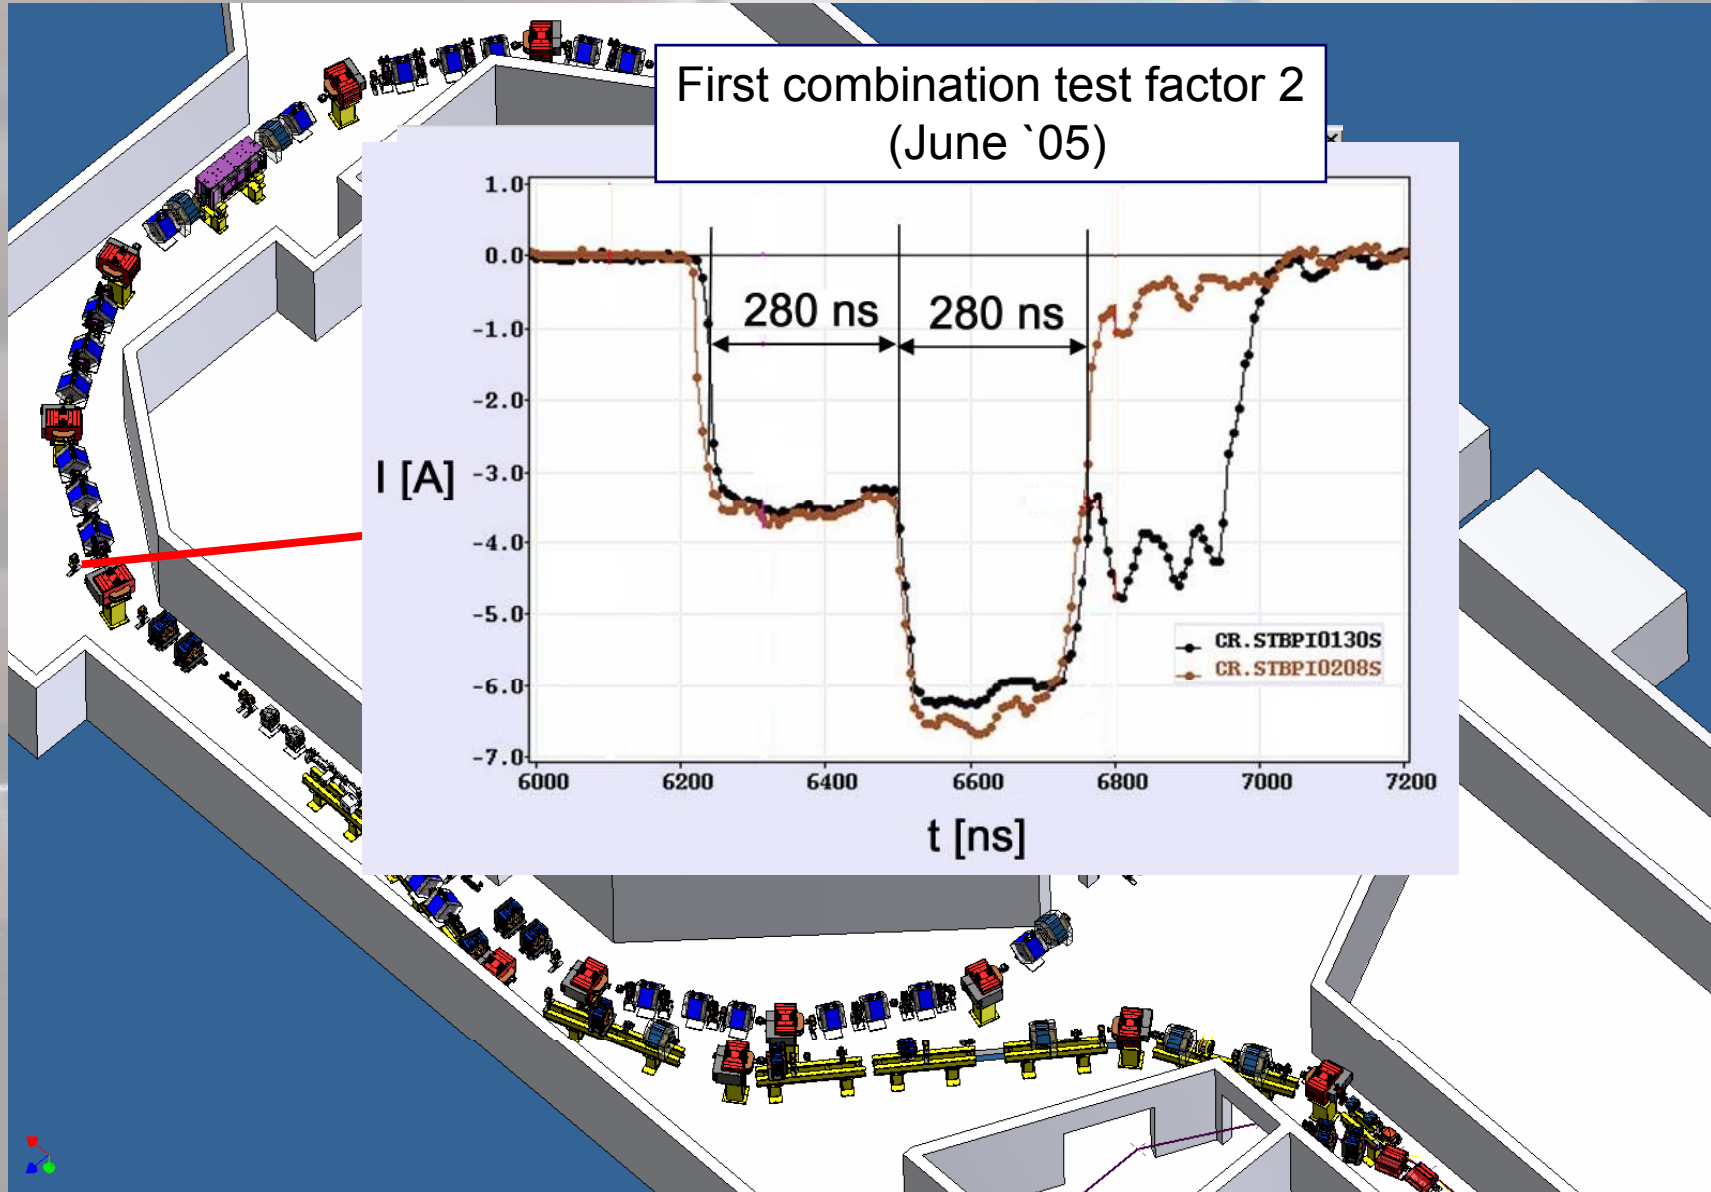 First combination test factor 2
(June `05)
1.0
0.0
-1.0
-2.0
-3.0
-4.0
-5.0
-6.0
-7.0
I [A]
280 ns
280 ns
CR.STBPI0130S
CR.STBPI0208S
6000
6200
6400
6600
6800
7000
7200
t [ns]